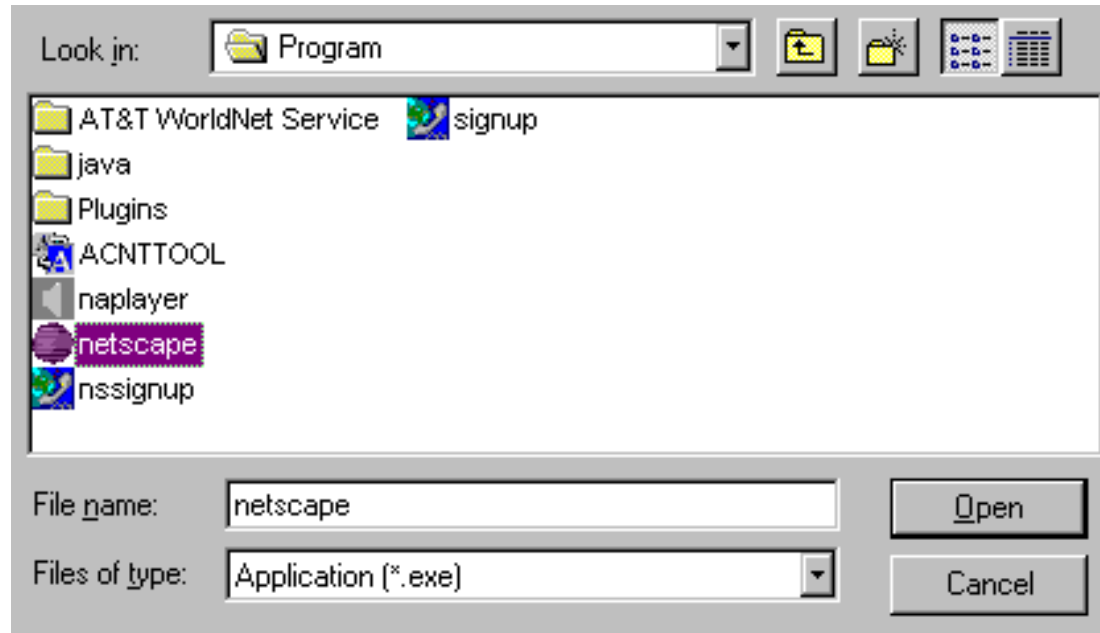 Look in: Program
AT&T WorldNet Service signup
java
Plugins
ACNTTOOL
naplayer
netscape
nssignup
File name: netscape Open
Files of type: Application (*.exe) Cancel